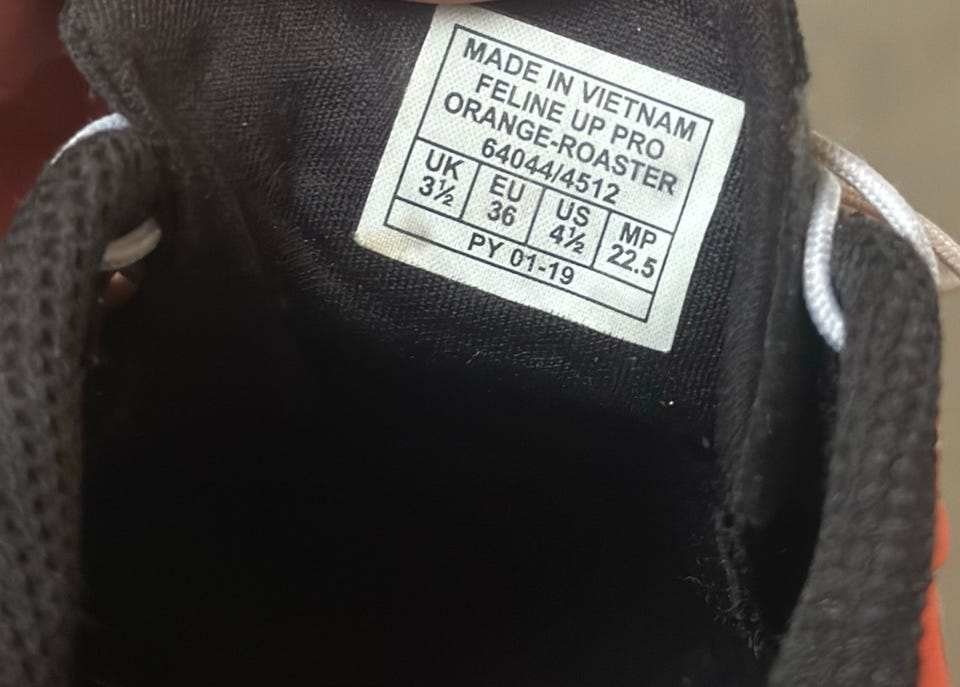 MADE IN VIETNAM
FELINE UP PRO
ORANGE-ROASTER
64044/4512
UK EU US MP
3½ 36 4½ 22.5
PY 01-19